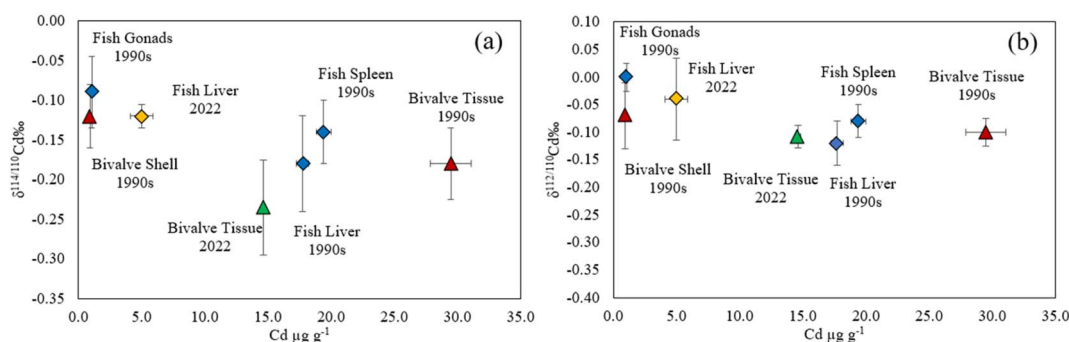 (a)
0.00
-0.05
-0.10
-0.15
-0.20
-0.25
-0.30
-0.35
δ114/110Cd‰
Fish Gonads
1990s
Fish Liver
2022
Fish Spleen
1990s
Bivalve Tissue
1990s
Bivalve Shell
1990s
Bivalve Tissue
2022
Fish Liver
1990s
0.0 5.0 10.0 15.0 20.0 25.0 30.0 35.0
Cd µg g-1
(b)
0.10
0.05
0.00
-0.05
-0.10
-0.15
-0.20
-0.25
-0.30
-0.35
-0.40
δ112/110Cd‰
Fish Gonads
1990s
Fish Liver
2022
Fish Spleen
1990s
Bivalve Tissue
1990s
Bivalve Shell
1990s
Bivalve Tissue
2022
Fish Liver
1990s
0.0 5.0 10.0 15.0 20.0 25.0 30.0 35.0
Cd µg g-1